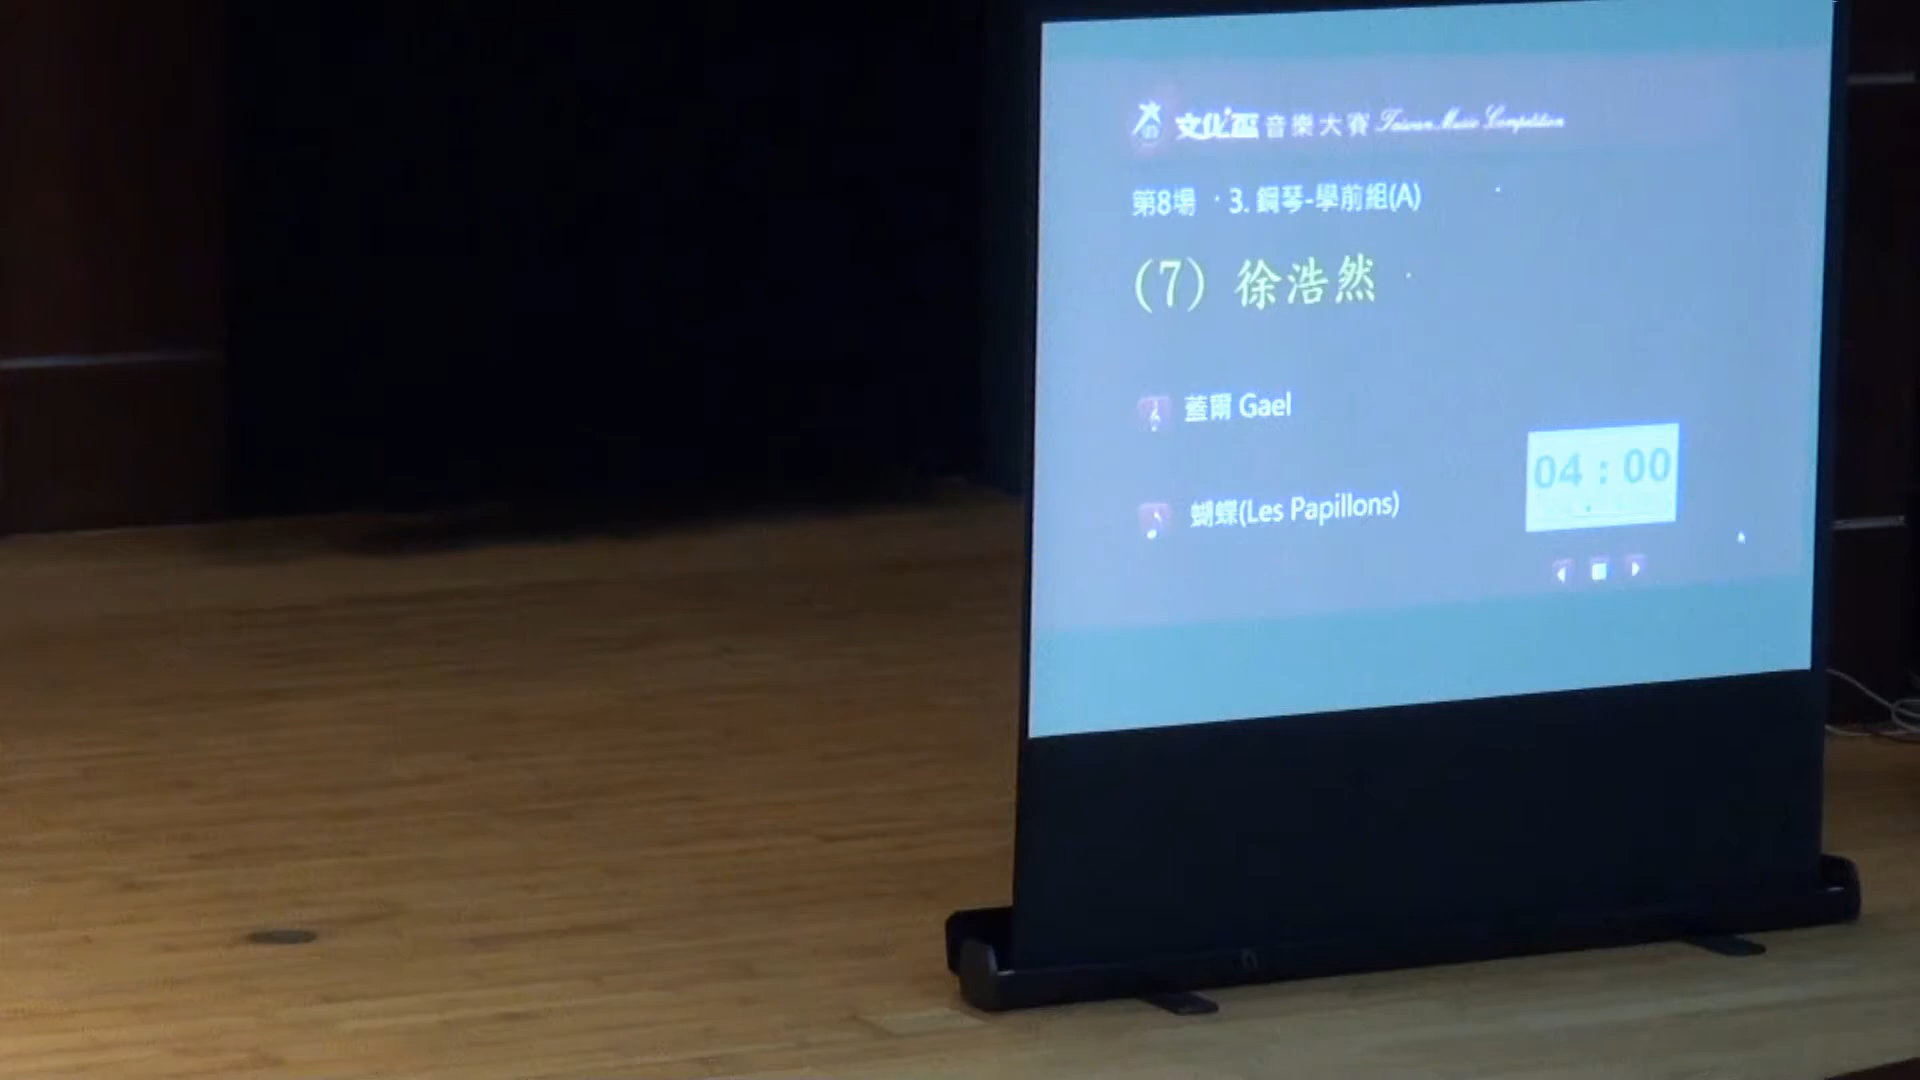 文化盃 音樂大賽 Taiwan Music Competition
第8場 3. 鋼琴-學前組(A)
(7) 徐浩然
蓋爾 Gael
蝴蝶(Les Papillons)
04 : 00